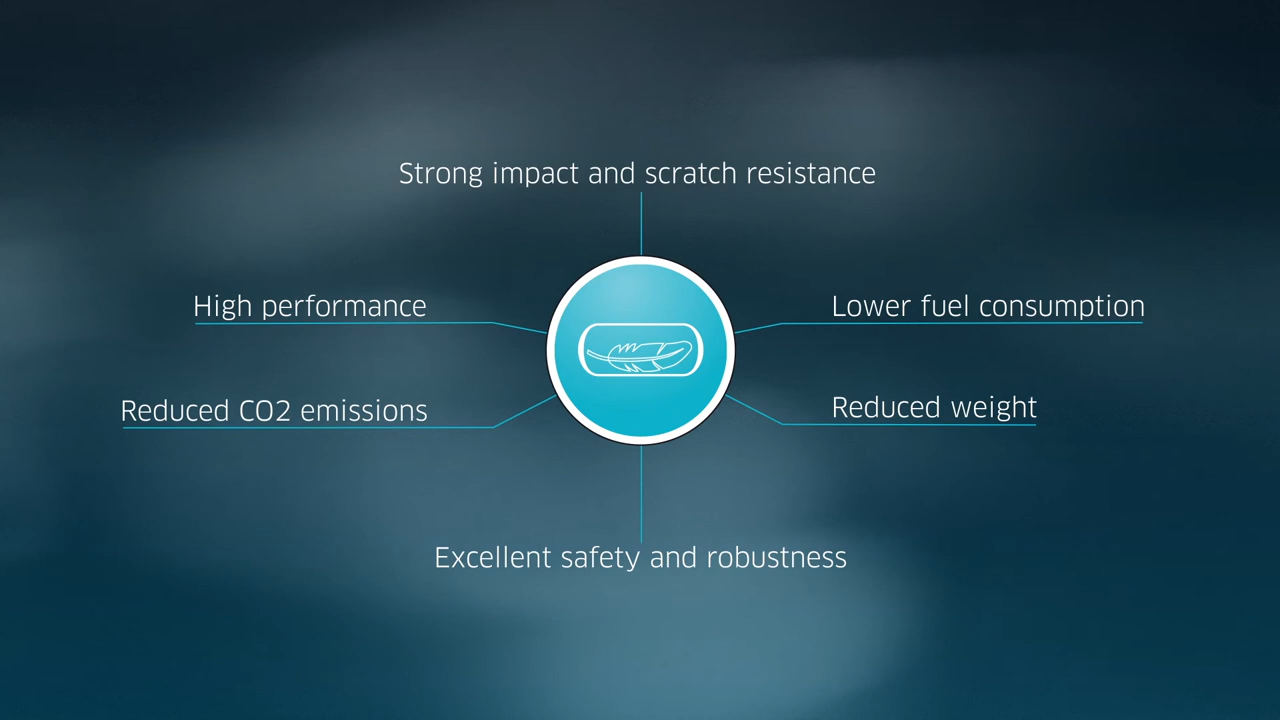 Strong impact and scratch resistance
High performance
Lower fuel consumption
Reduced CO2 emissions
Reduced weight
Excellent safety and robustness